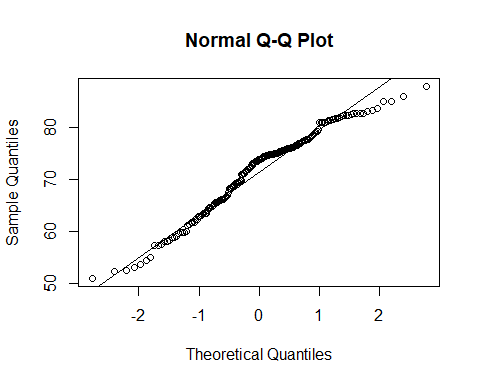 Normal Q-Q Plot
Sample Quantiles
80
70
60
50
-2 -1 0 1 2
Theoretical Quantiles